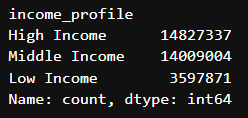 income_profile
High Income 14827337
Middle Income 14009004
Low Income 3597871
Name: count, dtype: int64